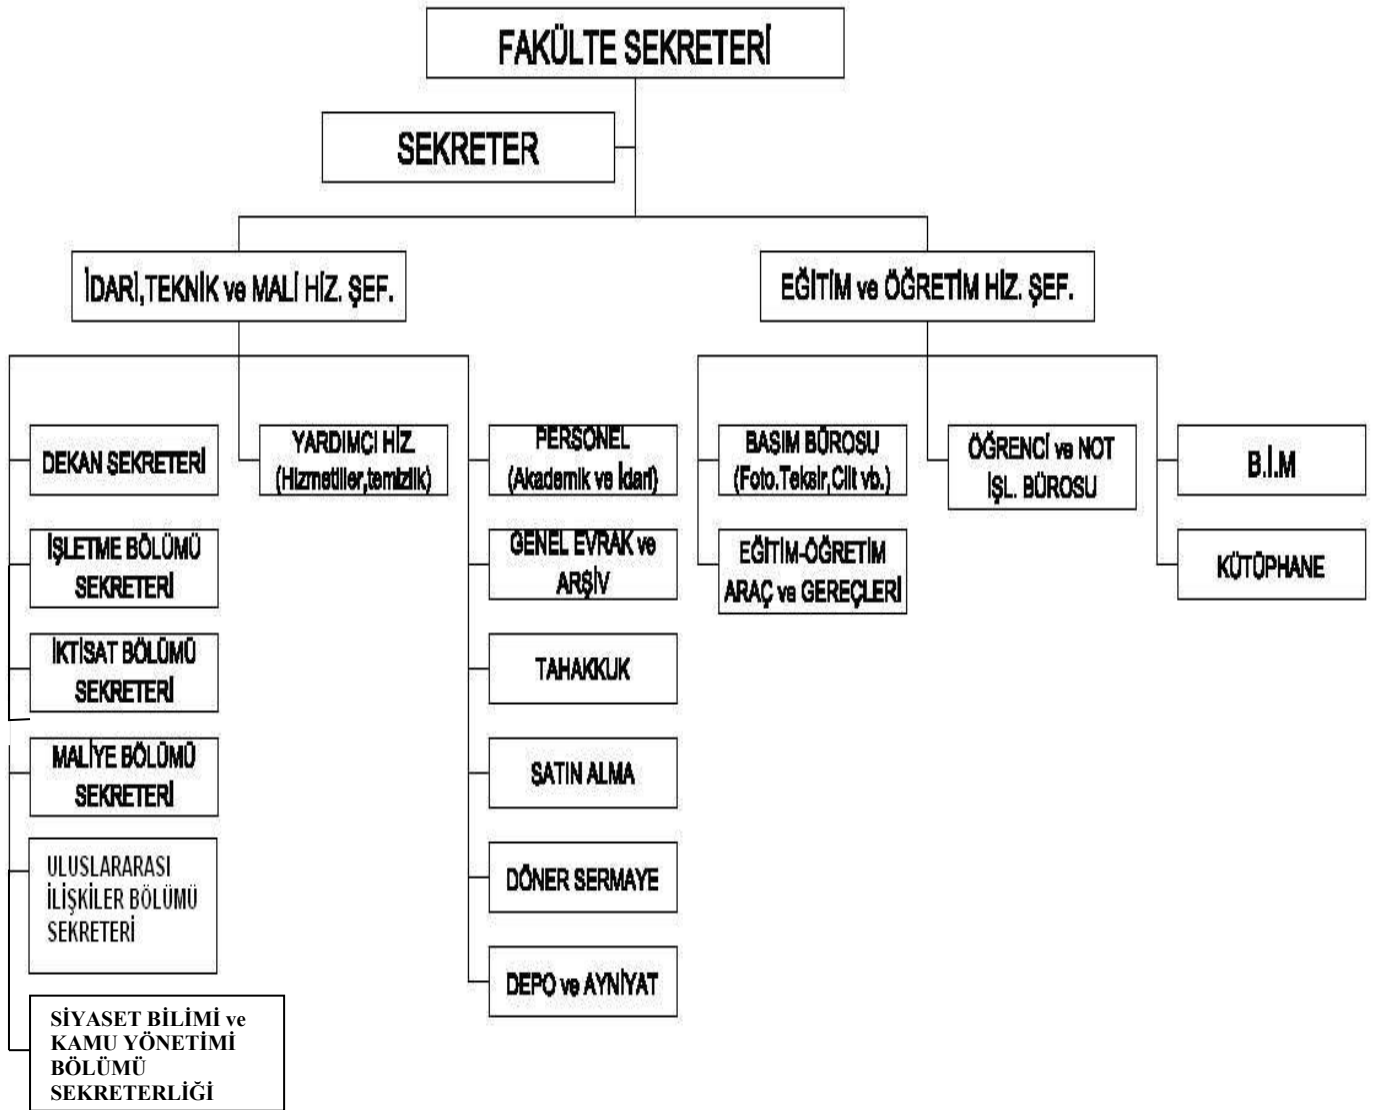 FAKÜLTE SEKRETERİ
SEKRETER
İDARİ,TEKNİK ve MALİ HİZ. ŞEF.
EĞİTİM ve ÖĞRETİM HİZ. ŞEF.
DEKAN SEKRETERİ
İŞLETME BÖLÜMÜ
SEKRETERİ
İKTİSAT BÖLÜMÜ
SEKRETERİ
MALİYE BÖLÜMÜ
SEKRETERİ
ULUSLARARASI
İLİŞKİLER BÖLÜMÜ
SEKRETERİ
SİYASET BİLİMİ ve
KAMU YÖNETİMİ
BÖLÜMÜ
SEKRETERLİĞİ
YARDIMCI HİZ.
(Hizmetliler,temizlik)
PERSONEL
(Akademik ve İdari)
GENEL EVRAK ve
ARŞİV
TAHAKKUK
SATIN ALMA
DÖNER SERMAYE
DEPO ve AYNİYAT
BASIM BÜROSU
(Foto.Teksir,Cilt vb.)
EĞİTİM-ÖĞRETİM
ARAÇ ve GEREÇLERİ
ÖĞRENCİ ve NOT
İŞL. BÜROSU
B.İ.M
KÜTÜPHANE